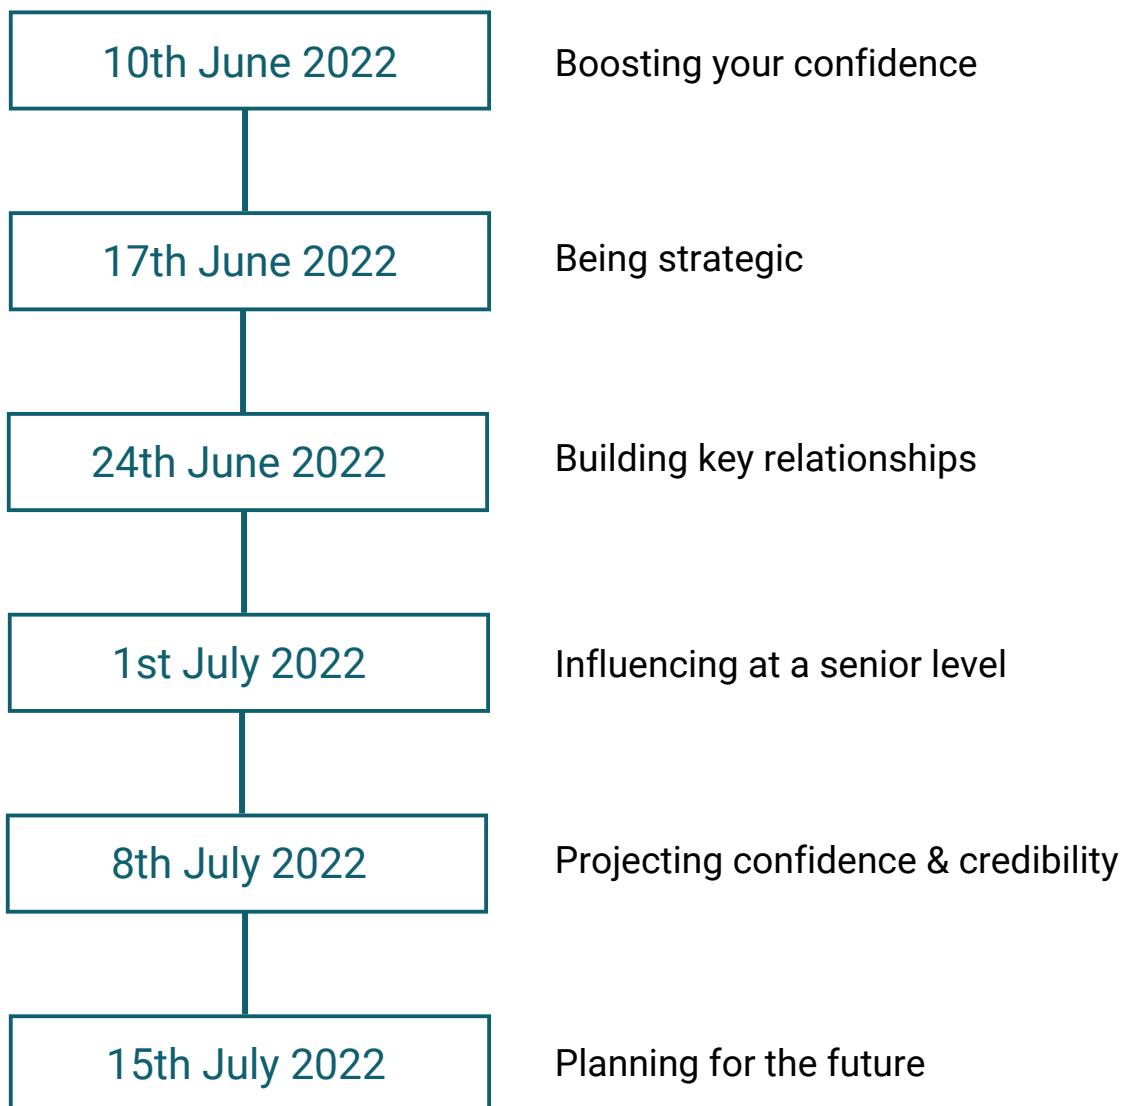 10th June 2022
Boosting your confidence
17th June 2022
Being strategic
24th June 2022
Building key relationships
1st July 2022
Influencing at a senior level
8th July 2022
Projecting confidence & credibility
15th July 2022
Planning for the future